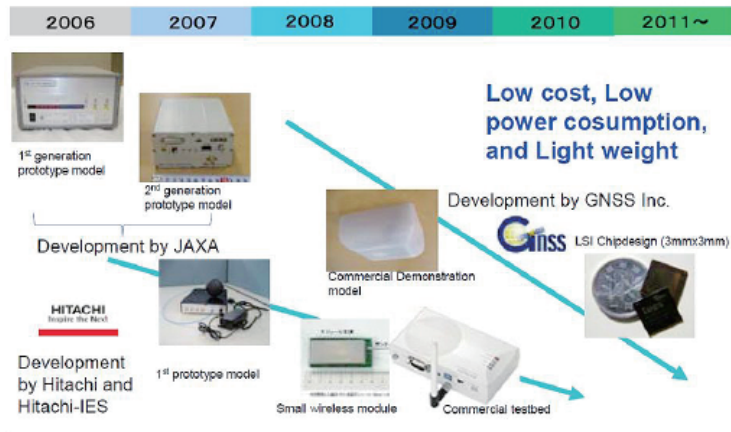 2006 2007 2008 2009 2010 2011～
Low cost, Low
power cosumption,
and Light weight
1st generation
prototype model
2nd generation
prototype model
Development by GNSS Inc.
Development by JAXA
Gnss LSI Chipdesign (3mmx3mm)
Commercial Demonstration
model
HITACHI
Inspire the Next
Development
by Hitachi and
Hitachi-IES
1st prototype model
Small wireless module
Commercial testbed